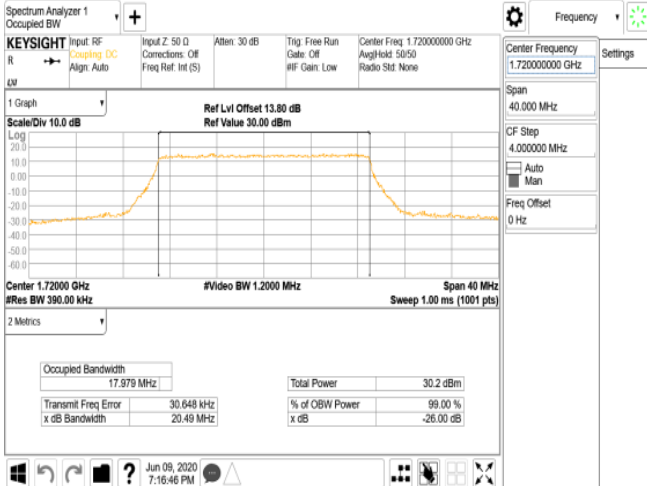 Spectrum Analyzer 1
Occupied BW
Frequency
KEYSIGHT
R
LXI
Input: RF
Coupling: DC
Align: Auto
Input Z: 50 Ω
Corrections: Off
Freq Ref: Int (S)
Atten: 30 dB
Trig: Free Run
Gate: Off
#IF Gain: Low
Center Freq: 1.720000000 GHz
Avg|Hold: 50/50
Radio Std: None
Center Frequency
1.720000000 GHz
Settings
Span
40.000 MHz
CF Step
4.000000 MHz
Auto
Man
Freq Offset
0 Hz
1 Graph
Scale/Div 10.0 dB
Ref Lvl Offset 13.80 dB
Ref Value 30.00 dBm
Log
20.0
10.0
0.00
-10.0
-20.0
-30.0
-40.0
-50.0
-60.0
Center 1.72000 GHz
#Video BW 1.2000 MHz
Span 40 MHz
#Res BW 390.00 kHz
Sweep 1.00 ms (1001 pts)
2 Metrics
Occupied Bandwidth
17.979 MHz
Total Power 30.2 dBm
Transmit Freq Error 30.648 kHz
% of OBW Power 99.00 %
x dB Bandwidth 20.49 MHz
x dB -26.00 dB
?
Jun 09, 2020
7:16:46 PM